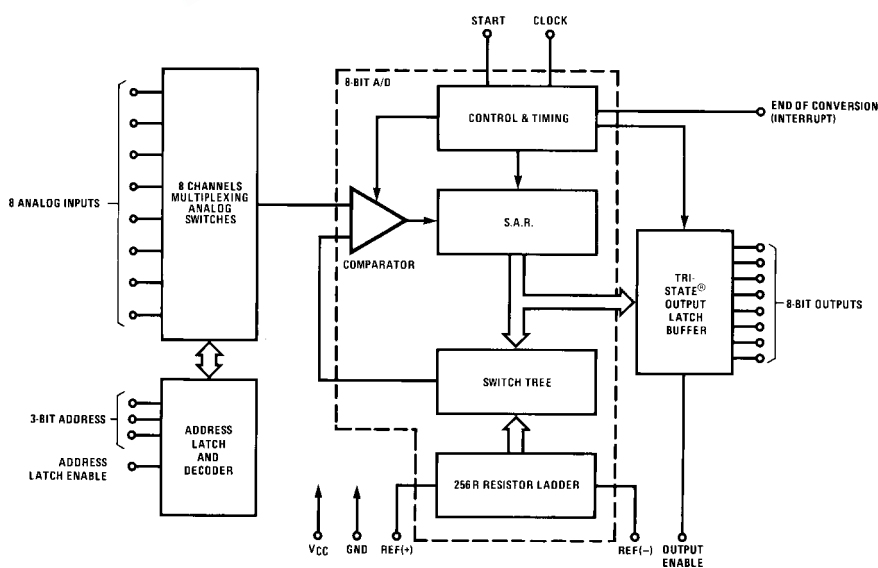 START
CLOCK
8-BIT A/D
END OF CONVERSION
(INTERRUPT)
CONTROL & TIMING
8 ANALOG INPUTS
8 CHANNELS
MULTIPLEXING
ANALOG
SWITCHES
S.A.R.
COMPARATOR
TRI-
STATE®
OUTPUT
LATCH
BUFFER
8-BIT OUTPUTS
SWITCH TREE
3-BIT ADDRESS
ADDRESS
LATCH
AND
DECODER
ADDRESS
LATCH ENABLE
256R RESISTOR LADDER
VCC
GND
REF(+)
REF(−)
OUTPUT
ENABLE